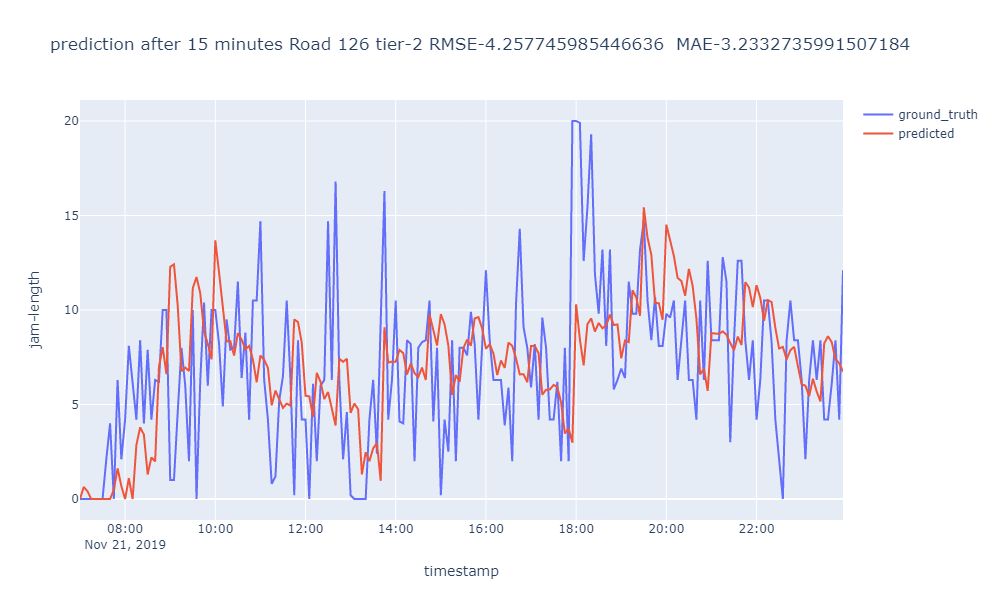 prediction after 15 minutes Road 126 tier-2 RMSE-4.257745985446636  MAE-3.2332735991507184
ground_truth
predicted
20
15
10
5
0
jam-length
08:00 10:00 12:00 14:00 16:00 18:00 20:00 22:00
Nov 21, 2019
timestamp